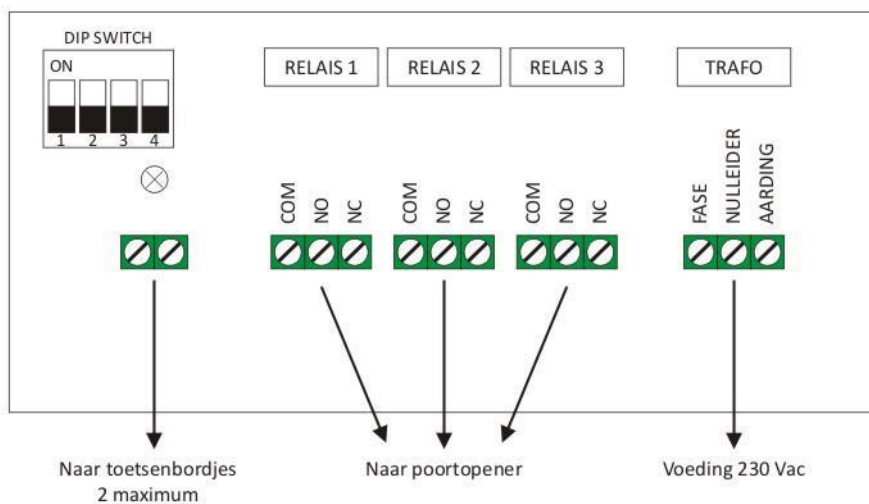 DIP SWITCH
ON
1 2 3 4
RELAIS 1
RELAIS 2
RELAIS 3
TRAFO
COM
NO
NC
COM
NO
NC
COM
NO
NC
FASE
NULLEIDER
AARDING
Naar toetsenbordjes
2 maximum
Naar poortopener
Voeding 230 Vac